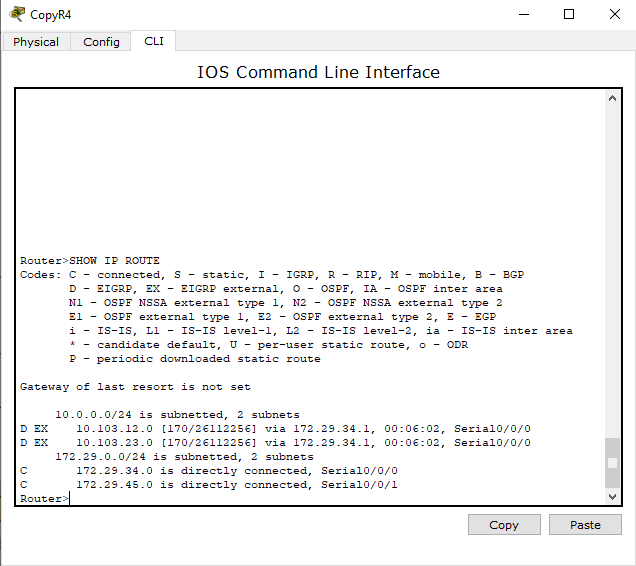 CopyR4
Physical Config CLI
IOS Command Line Interface
Router>SHOW IP ROUTE
Codes: C - connected, S - static, I - IGRP, R - RIP, M - mobile, B - BGP
D - EIGRP, EX - EIGRP external, O - OSPF, IA - OSPF inter area
N1 - OSPF NSSA external type 1, N2 - OSPF NSSA external type 2
E1 - OSPF external type 1, E2 - OSPF external type 2, E - EGP
i - IS-IS, L1 - IS-IS level-1, L2 - IS-IS level-2, ia - IS-IS inter area
* - candidate default, U - per-user static route, o - ODR
P - periodic downloaded static route
Gateway of last resort is not set
10.0.0.0/24 is subnetted, 2 subnets
D EX 10.103.12.0 [170/26112256] via 172.29.34.1, 00:06:02, Serial0/0/0
D EX 10.103.23.0 [170/26112256] via 172.29.34.1, 00:06:02, Serial0/0/0
172.29.0.0/24 is subnetted, 2 subnets
C 172.29.34.0 is directly connected, Serial0/0/0
C 172.29.45.0 is directly connected, Serial0/0/1
Router>
Copy Paste